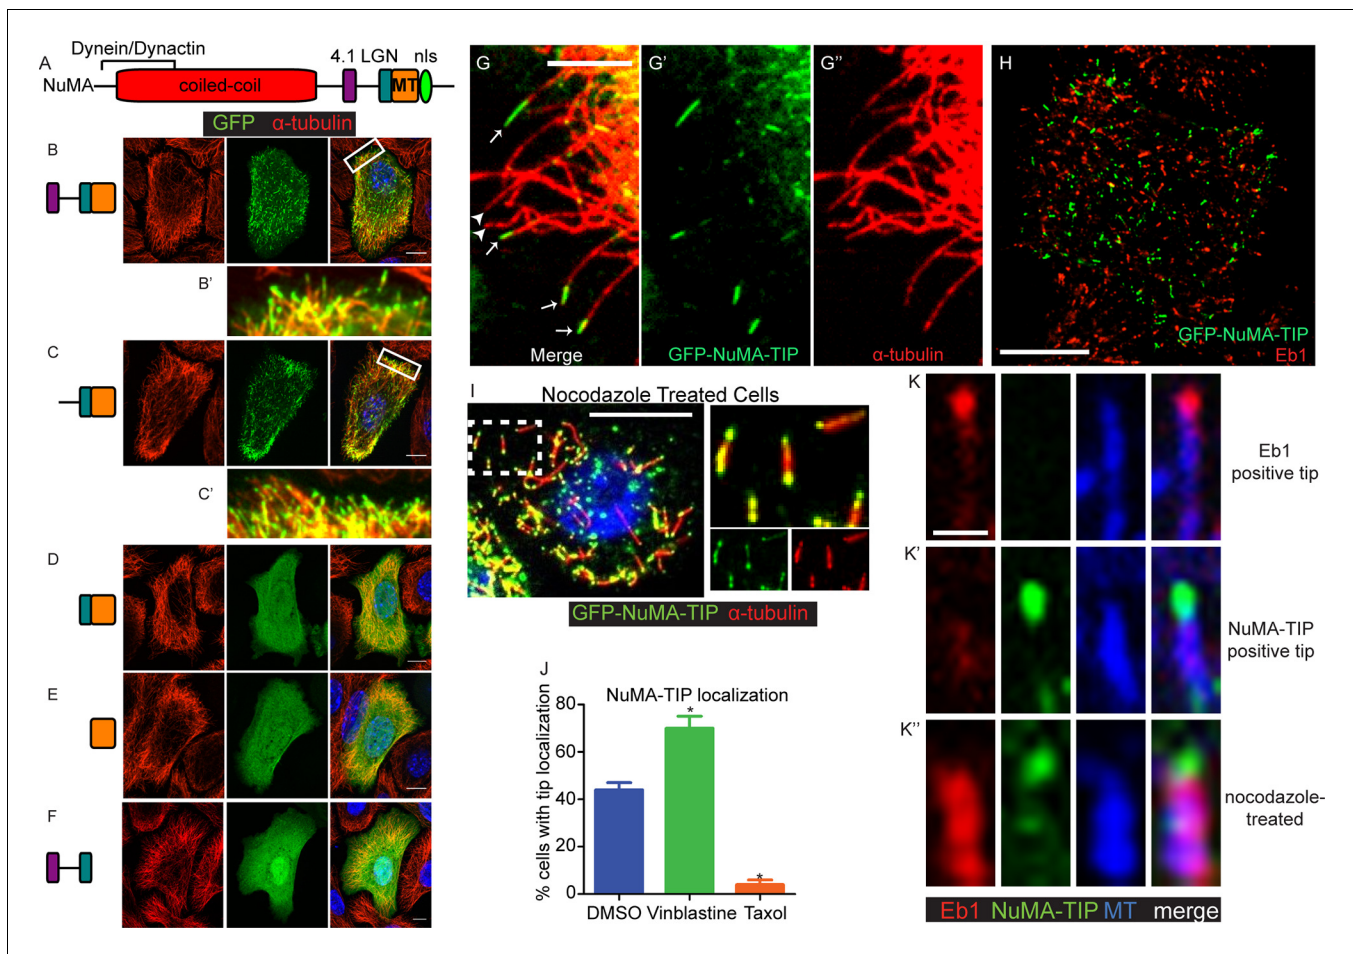 A
Dynein/Dynactin
NuMA
coiled-coil
4.1 LGN
MT
nls
GFP α-tubulin
B
B’
C
C’
D
E
F
G
Merge
G’
GFP-NuMA-TIP
G’’
α-tubulin
H
GFP-NuMA-TIP
Eb1
I
Nocodazole Treated Cells
GFP-NuMA-TIP α-tubulin
J
NuMA-TIP localization
% cells with tip localization
80
60
40
20
0
*
*
DMSO Vinblastine Taxol
K
Eb1
positive tip
K’
NuMA-TIP
positive tip
K’’
nocodazole-
treated
Eb1 NuMA-TIP MT merge